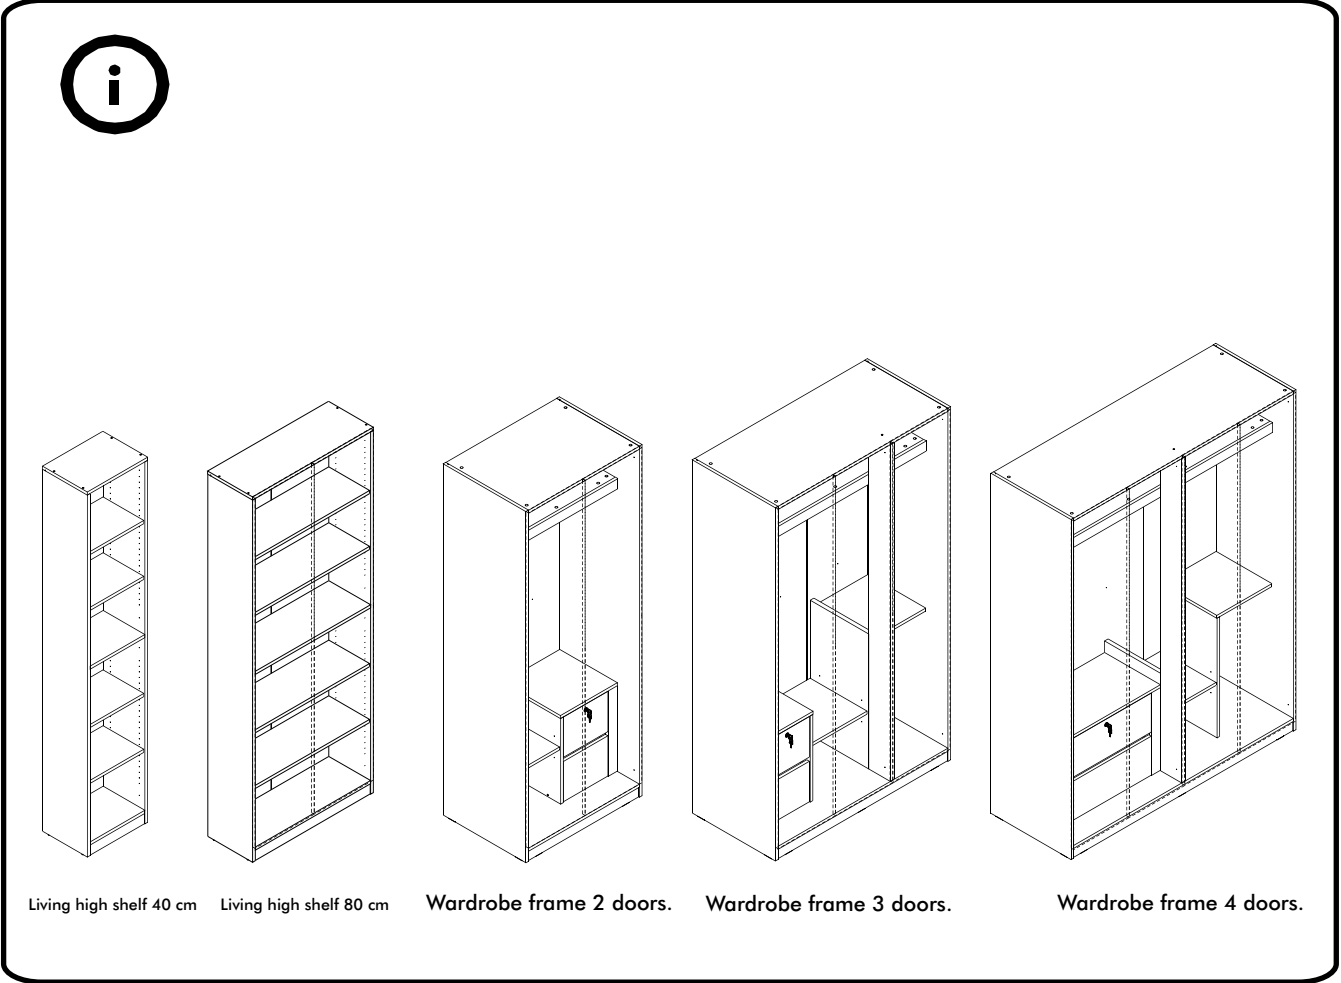 i
Living high shelf 40 cm
Living high shelf 80 cm
Wardrobe frame 2 doors.
Wardrobe frame 3 doors.
Wardrobe frame 4 doors.